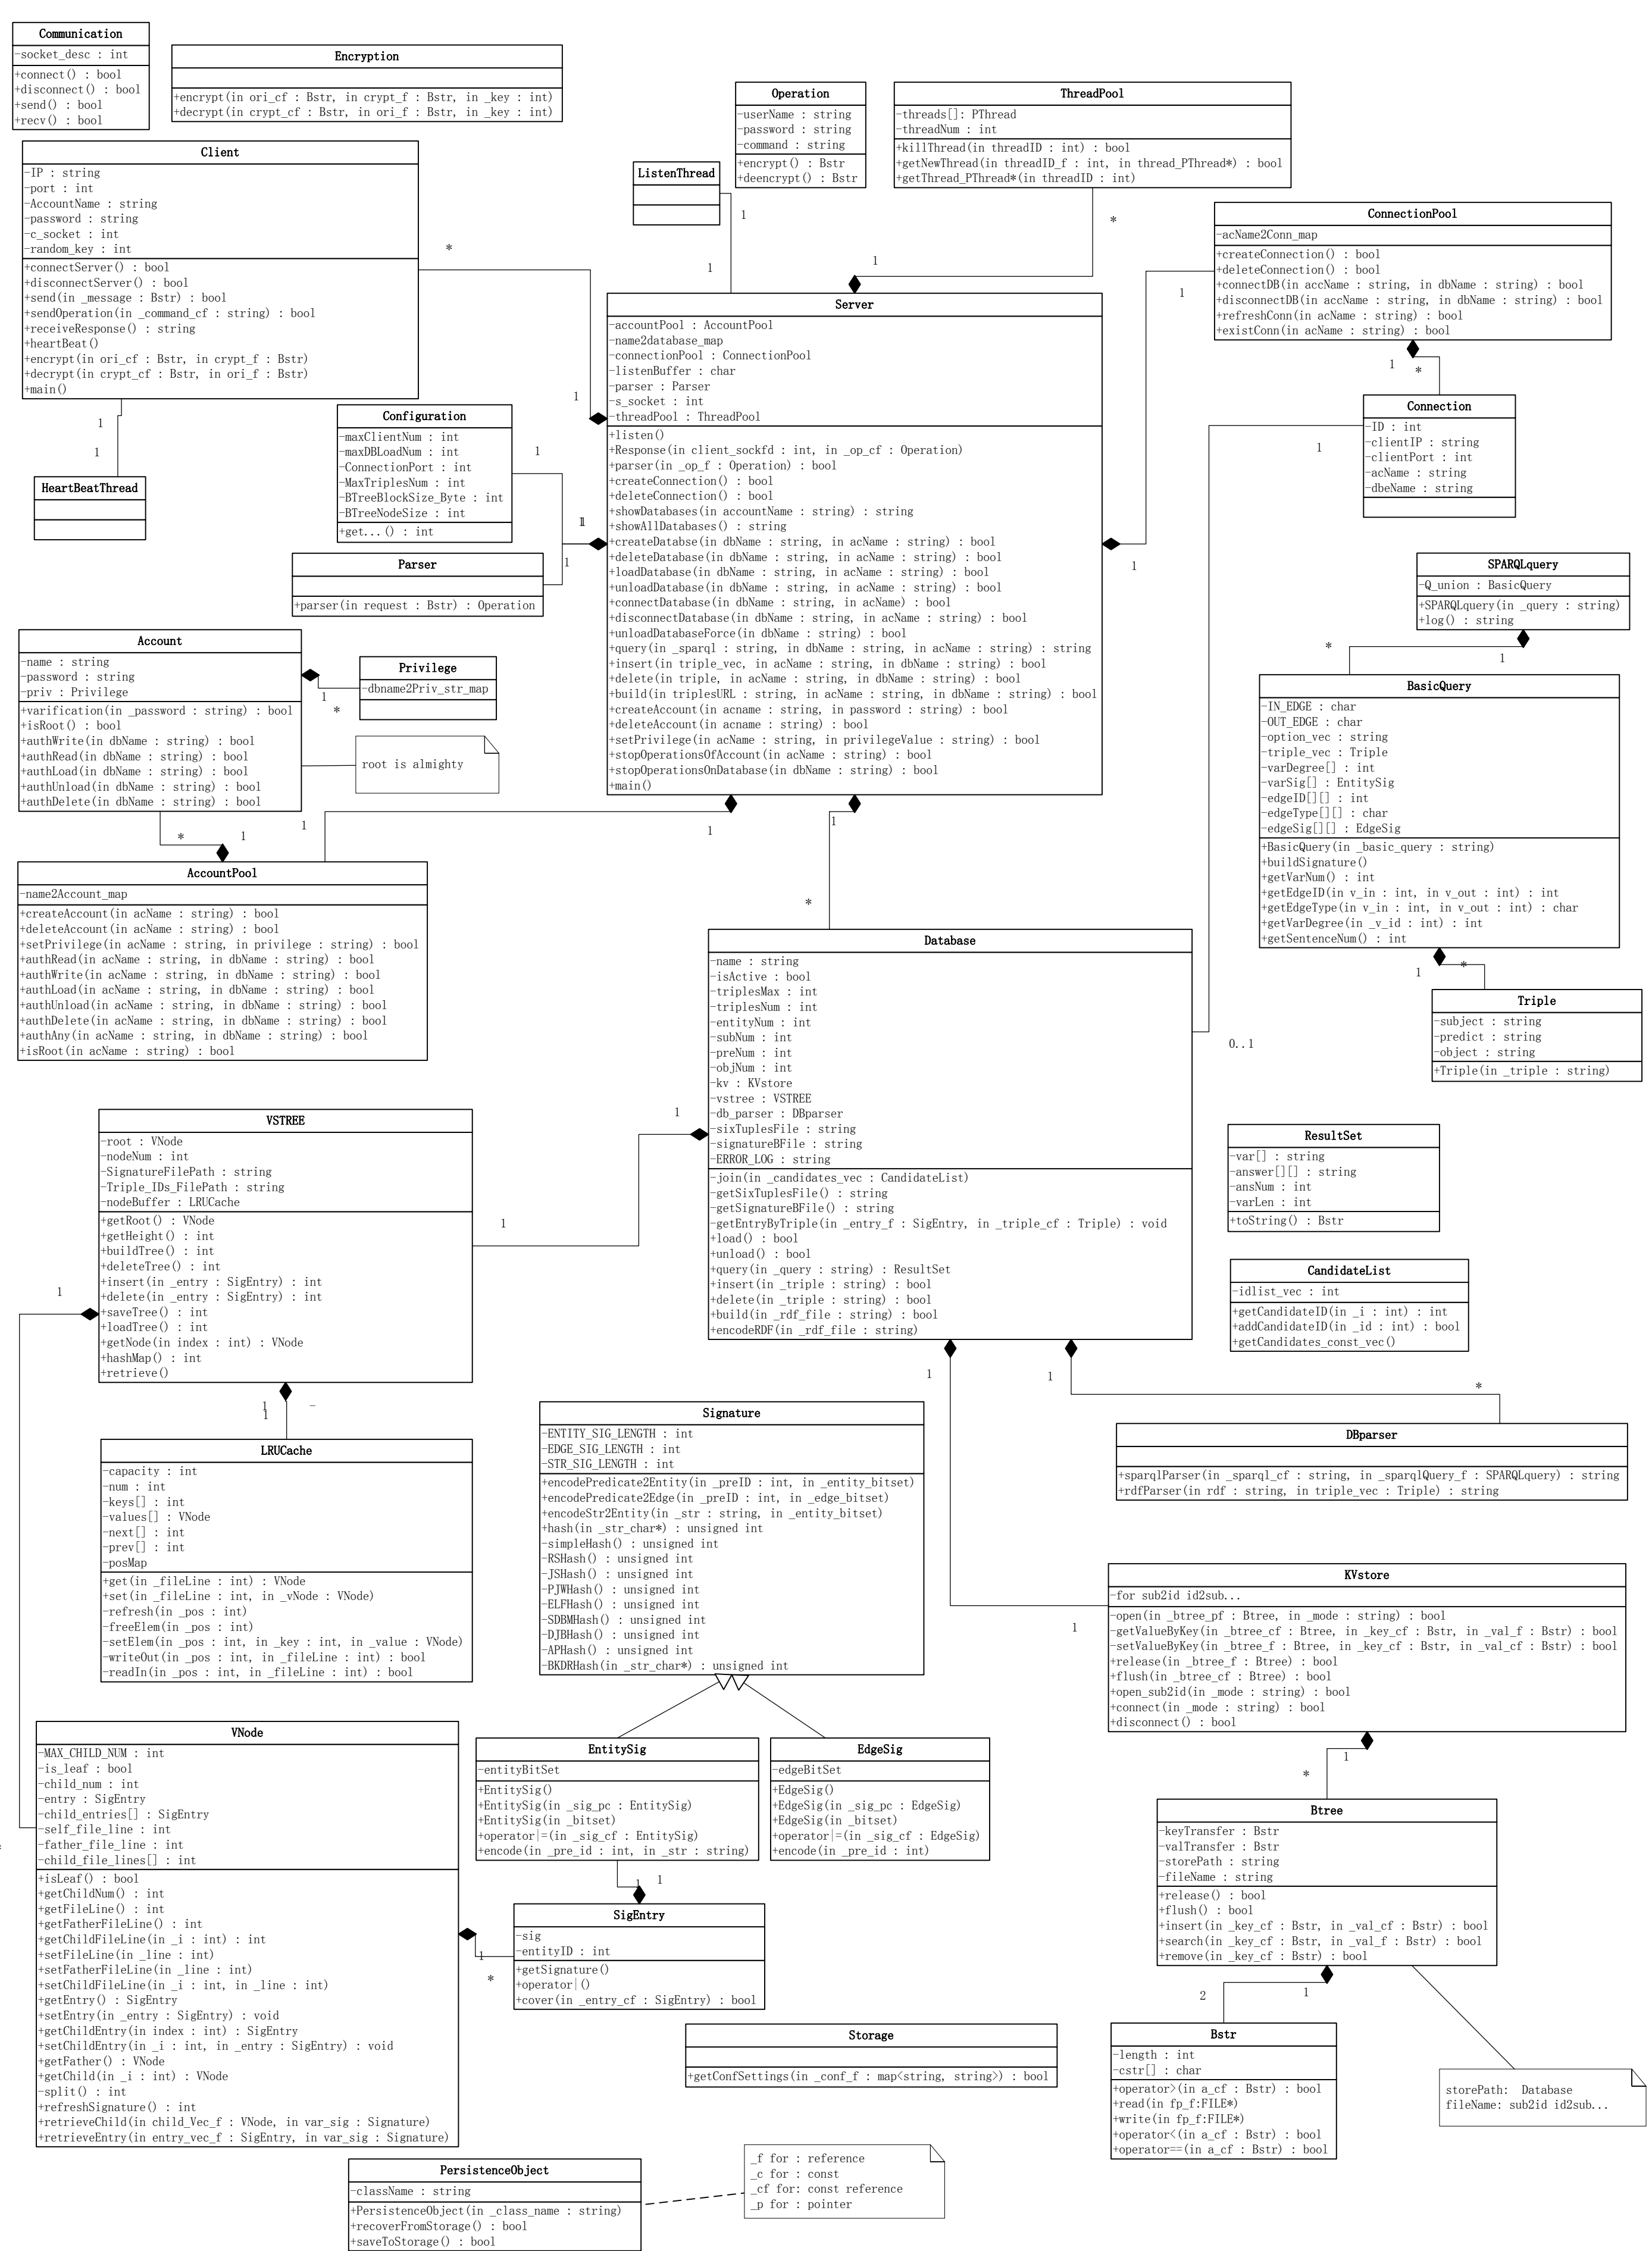 Communication
-socket_desc : int
+connect() : bool
+disconnect() : bool
+send() : bool
+recv() : bool
Encryption
+encrypt(in ori_cf : Bstr, in crypt_f : Bstr, in _key : int)
+decrypt(in crypt_cf : Bstr, in ori_f : Bstr, in _key : int)
Operation
-userName : string
-password : string
-command : string
+encrypt() : Bstr
+deencrypt() : Bstr
ThreadPool
-threads[]: PThread
-threadNum : int
+killThread(in threadID : int) : bool
+getNewThread(in threadID_f : int, in thread_PThread*) : bool
+getThread_PThread*(in threadID : int)
Client
-IP : string
-port : int
-AccountName : string
-password : string
-c_socket : int
-random_key : int
+connectServer() : bool
+disconnectServer() : bool
+send(in _message : Bstr) : bool
+sendOperation(in _command_cf : string) : bool
+receiveResponse() : string
+heartBeat()
+encrypt(in ori_cf : Bstr, in crypt_f : Bstr)
+decrypt(in crypt_cf : Bstr, in ori_f : Bstr)
+main()
ListenThread
1
1
*
1
*
1
ConnectionPool
-acName2Conn_map
+createConnection() : bool
+deleteConnection() : bool
+connectDB(in accName : string, in dbName : string) : bool
+disconnectDB(in accName : string, in dbName : string) : bool
+refreshConn(in acName : string) : bool
+existConn(in acName : string) : bool
1
1
1
*
Server
-accountPool : AccountPool
-name2database_map
-connectionPool : ConnectionPool
-listenBuffer : char
-parser : Parser
-s_socket : int
-threadPool : ThreadPool
+listen()
+Response(in client_sockfd : int, in _op_cf : Operation)
+parser(in _op_f : Operation) : bool
+createConnection() : bool
+deleteConnection() : bool
+showDatabases(in accountName : string) : string
+showAllDatabases() : string
+createDatabse(in dbName : string, in acName : string) : bool
+deleteDatabase(in dbName : string, in acName : string) : bool
+loadDatabase(in dbName : string, in acName : string) : bool
+unloadDatabase(in dbName : string, in acName : string) : bool
+connectDatabase(in dbName : string, in acName) : bool
+disconnectDatabase(in dbName : string, in acName : string) : bool
+unloadDatabaseForce(in dbName : string) : bool
+query(in _sparql : string, in dbName : string, in acName : string) : string
+insert(in triple_vec, in acName : string, in dbName : string) : bool
+delete(in triple, in acName : string, in dbName : string) : bool
+build(in triplesURL : string, in acName : string, in dbName : string) : bool
+createAccount(in acname : string, in password : string) : bool
+deleteAccount(in acname : string) : bool
+setPrivilege(in acName : string, in privilegeValue : string) : bool
+stopOperationsOfAccount(in acName : string) : bool
+stopOperationsOnDatabase(in dbName : string) : bool
+main()
1
1
1
HeartBeatThread
Configuration
-maxClientNum : int
-maxDBLoadNum : int
-ConnectionPort : int
-MaxTriplesNum : int
-BTreeBlockSize_Byte : int
-BTreeNodeSize : int
+get...() : int
1
1
1
1
Parser
+parser(in request : Bstr) : Operation
Connection
-ID : int
-clientIP : string
-clientPort : int
-acName : string
-dbeName : string
1
0..1
SPARQLquery
-Q_union : BasicQuery
+SPARQLquery(in _query : string)
+log() : string
*
1
BasicQuery
-IN_EDGE : char
-OUT_EDGE : char
-option_vec : string
-triple_vec : Triple
-varDegree[] : int
-varSig[] : EntitySig
-edgeID[][] : int
-edgeType[][] : char
-edgeSig[][] : EdgeSig
+BasicQuery(in _basic_query : string)
+buildSignature()
+getVarNum() : int
+getEdgeID(in v_in : int, in v_out : int) : int
+getEdgeType(in v_in : int, in v_out : int) : char
+getVarDegree(in _v_id : int) : int
+getSentenceNum() : int
1
*
Triple
-subject : string
-predict : string
-object : string
+Triple(in _triple : string)
Account
-name : string
-password : string
-priv : Privilege
+varification(in _password : string) : bool
+isRoot() : bool
+authWrite(in dbName : string) : bool
+authRead(in dbName : string) : bool
+authLoad(in dbName : string) : bool
+authUnload(in dbName : string) : bool
+authDelete(in dbName : string) : bool
1
*
Privilege
-dbname2Priv_str_map
root is almighty
*
1
1
1
1
*
AccountPool
-name2Account_map
+createAccount(in acName : string) : bool
+deleteAccount(in acName : string) : bool
+setPrivilege(in acName : string, in privilege : string) : bool
+authRead(in acName : string, in dbName : string) : bool
+authWrite(in acName : string, in dbName : string) : bool
+authLoad(in acName : string, in dbName : string) : bool
+authUnload(in acName : string, in dbName : string) : bool
+authDelete(in acName : string, in dbName : string) : bool
+authAny(in acName : string, in dbName : string) : bool
+isRoot(in acName : string) : bool
Database
-name : string
-isActive : bool
-triplesMax : int
-triplesNum : int
-entityNum : int
-subNum : int
-preNum : int
-objNum : int
-kv : KVstore
-vstree : VSTREE
-db_parser : DBparser
-sixTuplesFile : string
-signatureBFile : string
-ERROR_LOG : string
-join(in _candidates_vec : CandidateList)
-getSixTuplesFile() : string
-getSignatureBFile() : string
-getEntryByTriple(in _entry_f : SigEntry, in _triple_cf : Triple) : void
+load() : bool
+unload() : bool
+query(in _query : string) : ResultSet
+insert(in _triple : string) : bool
+delete(in _triple : string) : bool
+build(in _rdf_file : string) : bool
+encodeRDF(in _rdf_file : string)
1
1
VSTREE
-root : VNode
-nodeNum : int
-SignatureFilePath : string
-Triple_IDs_FilePath : string
-nodeBuffer : LRUCache
+getRoot() : VNode
+getHeight() : int
+buildTree() : int
+deleteTree() : int
+insert(in _entry : SigEntry) : int
+delete(in _entry : SigEntry) : int
+saveTree() : int
+loadTree() : int
+getNode(in index : int) : VNode
+hashMap() : int
+retrieve()
1
1
1
-
ResultSet
-var[] : string
-answer[][] : string
-ansNum : int
-varLen : int
+toString() : Bstr
CandidateList
-idlist_vec : int
+getCandidateID(in _i : int) : int
+addCandidateID(in _id : int) : bool
+getCandidates_const_vec()
1
1
*
1
DBparser
+sparqlParser(in _sparql_cf : string, in _sparqlQuery_f : SPARQLquery) : string
+rdfParser(in rdf : string, in triple_vec : Triple) : string
LRUCache
-capacity : int
-num : int
-keys[] : int
-values[] : VNode
-next[] : int
-prev[] : int
-posMap
+get(in _fileLine : int) : VNode
+set(in _fileLine : int, in _vNode : VNode)
-refresh(in _pos : int)
-freeElem(in _pos : int)
-setElem(in _pos : int, in _key : int, in _value : VNode)
-writeOut(in _pos : int, in _fileLine : int) : bool
-readIn(in _pos : int, in _fileLine : int) : bool
Signature
-ENTITY_SIG_LENGTH : int
-EDGE_SIG_LENGTH : int
-STR_SIG_LENGTH : int
+encodePredicate2Entity(in _preID : int, in _entity_bitset)
+encodePredicate2Edge(in _preID : int, in _edge_bitset)
+encodeStr2Entity(in _str : string, in _entity_bitset)
+hash(in _str_char*) : unsigned int
-simpleHash() : unsigned int
-RSHash() : unsigned int
-JSHash() : unsigned int
-PJWHash() : unsigned int
-ELFHash() : unsigned int
-SDBMHash() : unsigned int
-DJBHash() : unsigned int
-APHash() : unsigned int
-BKDRHash(in _str_char*) : unsigned int
KVstore
-for sub2id id2sub...
-open(in _btree_pf : Btree, in _mode : string) : bool
-getValueByKey(in _btree_cf : Btree, in _key_cf : Bstr, in _val_f : Bstr) : bool
-setValueByKey(in _btree_f : Btree, in _key_cf : Bstr, in _val_cf : Bstr) : bool
+release(in _btree_f : Btree) : bool
+flush(in _btree_cf : Btree) : bool
+open_sub2id(in _mode : string) : bool
+connect(in _mode : string) : bool
+disconnect() : bool
1
*
VNode
-MAX_CHILD_NUM : int
-is_leaf : bool
-child_num : int
-entry : SigEntry
-child_entries[] : SigEntry
-self_file_line : int
-father_file_line : int
-child_file_lines[] : int
+isLeaf() : bool
+getChildNum() : int
+getFileLine() : int
+getFatherFileLine() : int
+getChildFileLine(in _i : int) : int
+setFileLine(in _line : int)
+setFatherFileLine(in _line : int)
+setChildFileLine(in _i : int, in _line : int)
+getEntry() : SigEntry
+setEntry(in _entry : SigEntry) : void
+getChildEntry(in index : int) : SigEntry
+setChildEntry(in _i : int, in _entry : SigEntry) : void
+getFather() : VNode
+getChild(in _i : int) : VNode
-split() : int
+refreshSignature() : int
+retrieveChild(in child_Vec_f : VNode, in var_sig : Signature)
+retrieveEntry(in entry_vec_f : SigEntry, in var_sig : Signature)
EntitySig
-entityBitSet
+EntitySig()
+EntitySig(in _sig_pc : EntitySig)
+EntitySig(in _bitset)
+operator|=(in _sig_cf : EntitySig)
+encode(in _pre_id : int, in _str : string)
EdgeSig
-edgeBitSet
+EdgeSig()
+EdgeSig(in _sig_pc : EdgeSig)
+EdgeSig(in _bitset)
+operator|=(in _sig_cf : EdgeSig)
+encode(in _pre_id : int)
1
1
SigEntry
-sig
-entityID : int
+getSignature()
+operator|()
+cover(in _entry_cf : SigEntry) : bool
1
*
Btree
-keyTransfer : Bstr
-valTransfer : Bstr
-storePath : string
-fileName : string
+release() : bool
+flush() : bool
+insert(in _key_cf : Bstr, in _val_cf : Bstr) : bool
+search(in _key_cf : Bstr, in _val_f : Bstr) : bool
+remove(in _key_cf : Bstr) : bool
2
1
Bstr
-length : int
-cstr[] : char
+operator>(in a_cf : Bstr) : bool
+read(in fp_f:FILE*)
+write(in fp_f:FILE*)
+operator<(in a_cf : Bstr) : bool
+operator==(in a_cf : Bstr) : bool
storePath: Database
fileName: sub2id id2sub...
Storage
+getConfSettings(in _conf_f : map<string, string>) : bool
PersistenceObject
-className : string
+PersistenceObject(in _class_name : string)
+recoverFromStorage() : bool
+saveToStorage() : bool
_f for : reference
_c for : const
_cf for: const reference
_p for : pointer